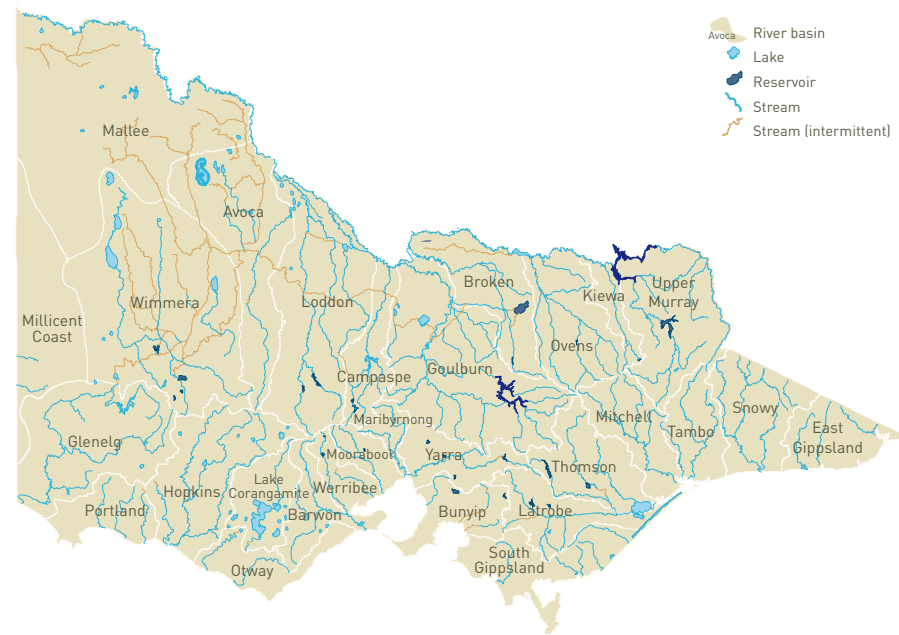 Avoca River basin
Lake
Reservoir
Stream
Stream (intermittent)
Mallee
Avoca
Broken
Upper
Murray
Kiewa
Wimmera
Loddon
Millicent
Coast
Ovens
Goulburn
Campaspe
Maribyrnong
Mitchell
Snowy
Tambo
East
Gippsland
Glenelg
Moorabool
Yarra
Thomson
Lake
Corangamite
Werribee
Hopkins
Portland
Barwon
Bunyip
Latrobe
South
Gippsland
Otway